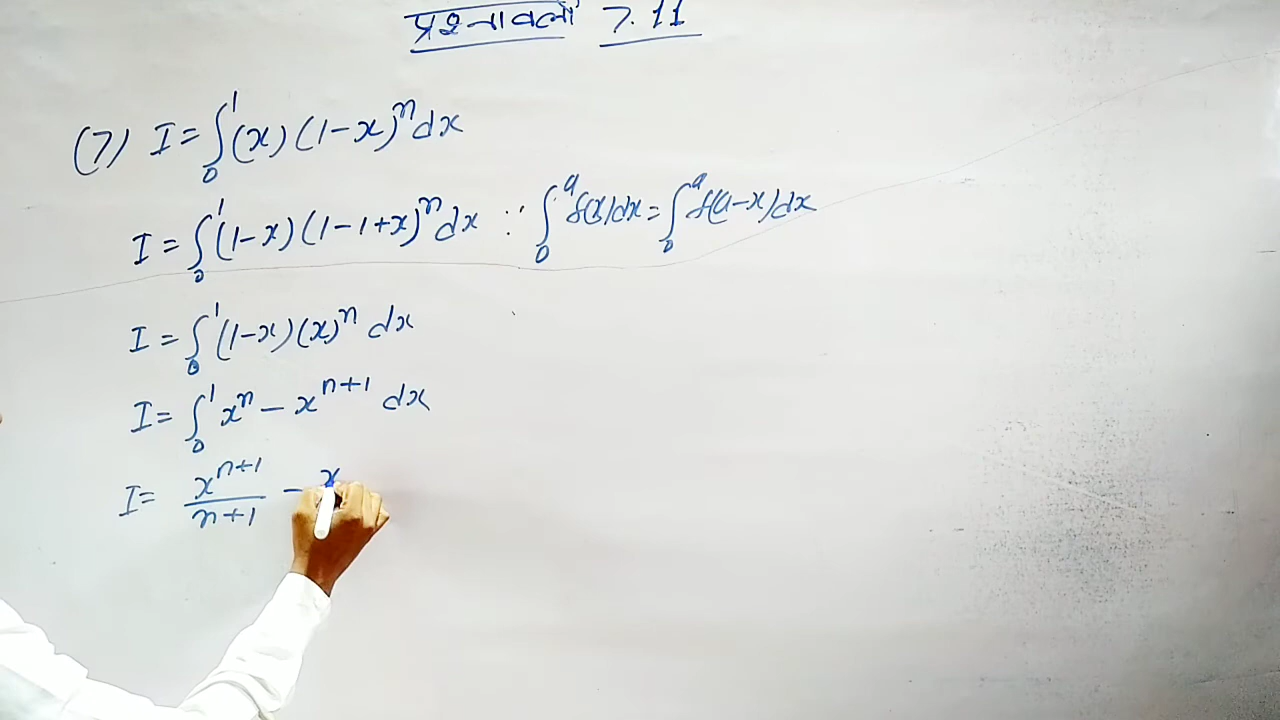 प्रश्नावली 7.11
(7) I = ∫₀¹ (x) (1-x)ⁿ dx
I = ∫₀¹ (1-x) (1-1+x)ⁿ dx ∵ ∫₀ᵃ f(x) dx = ∫₀ᵃ f(a-x) dx
I = ∫₀¹ (1-x) (x)ⁿ dx
I = ∫₀¹ xⁿ - xⁿ⁺¹ dx
I = xⁿ⁺¹/n+1 - x